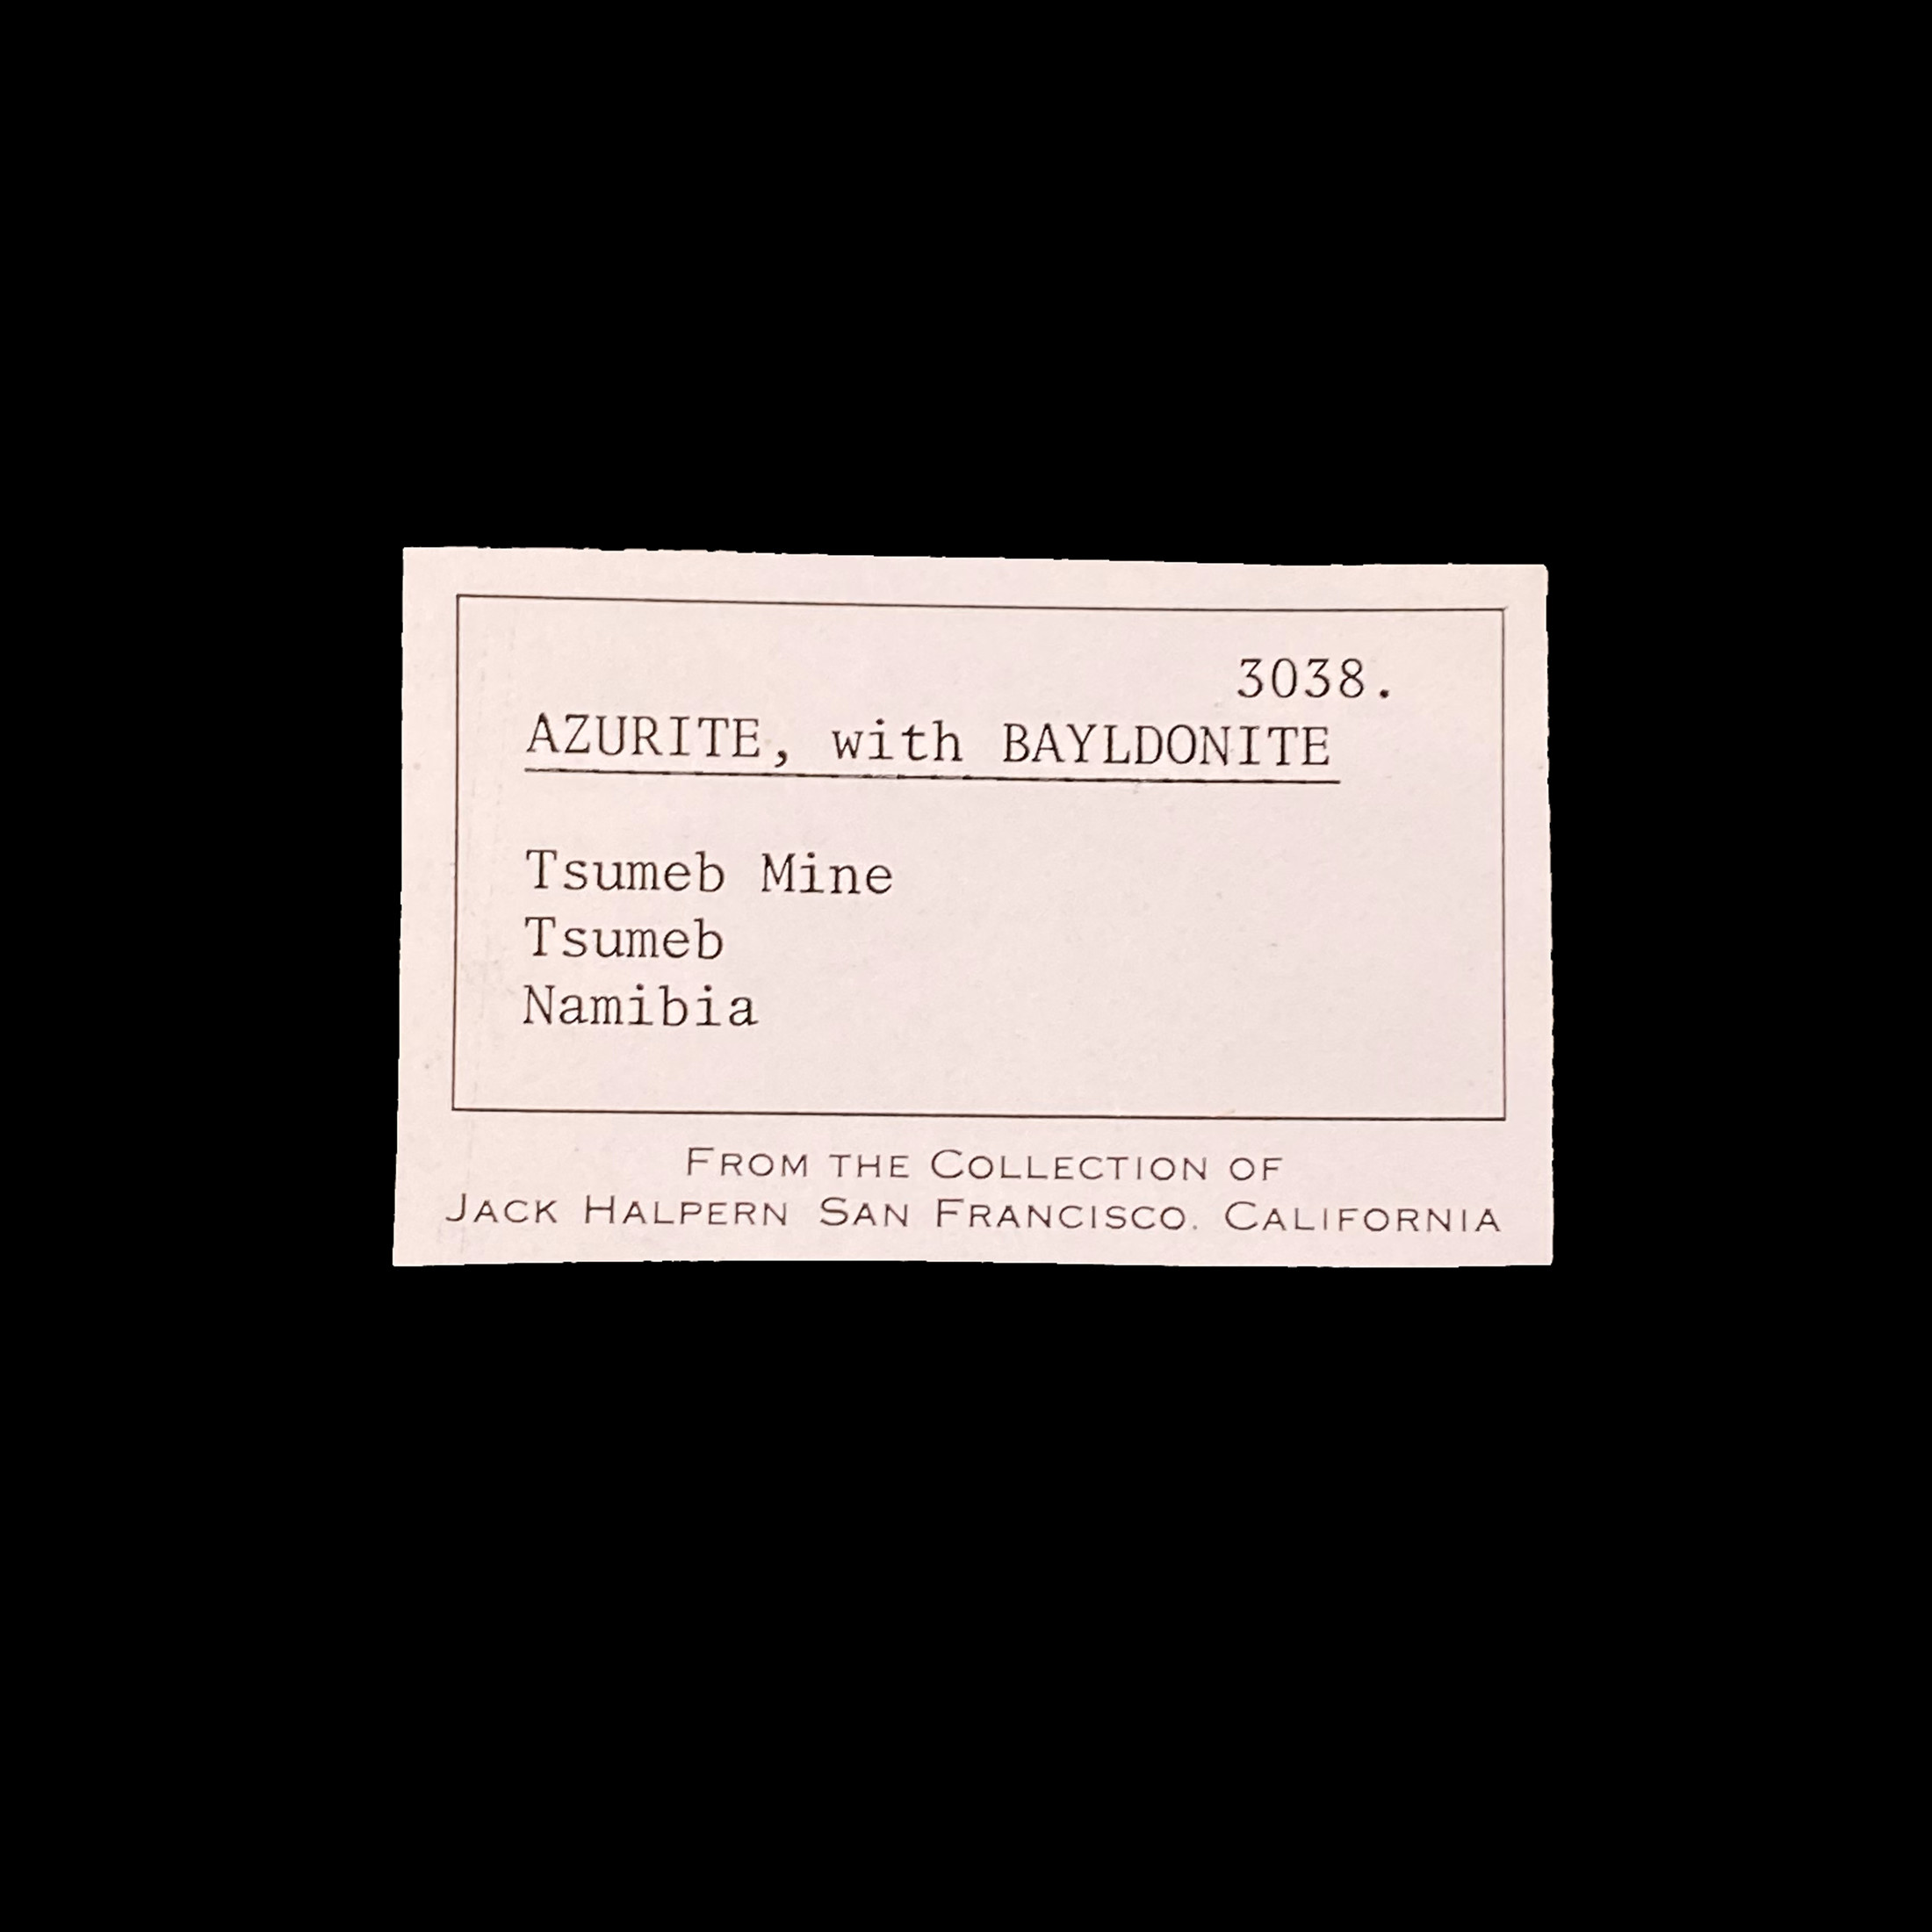 3038.
AZURITE, with BAYLDONITE
Tsumeb Mine
Tsumeb
Namibia
FROM THE COLLECTION OF
JACK HALPERN SAN FRANCISCO. CALIFORNIA